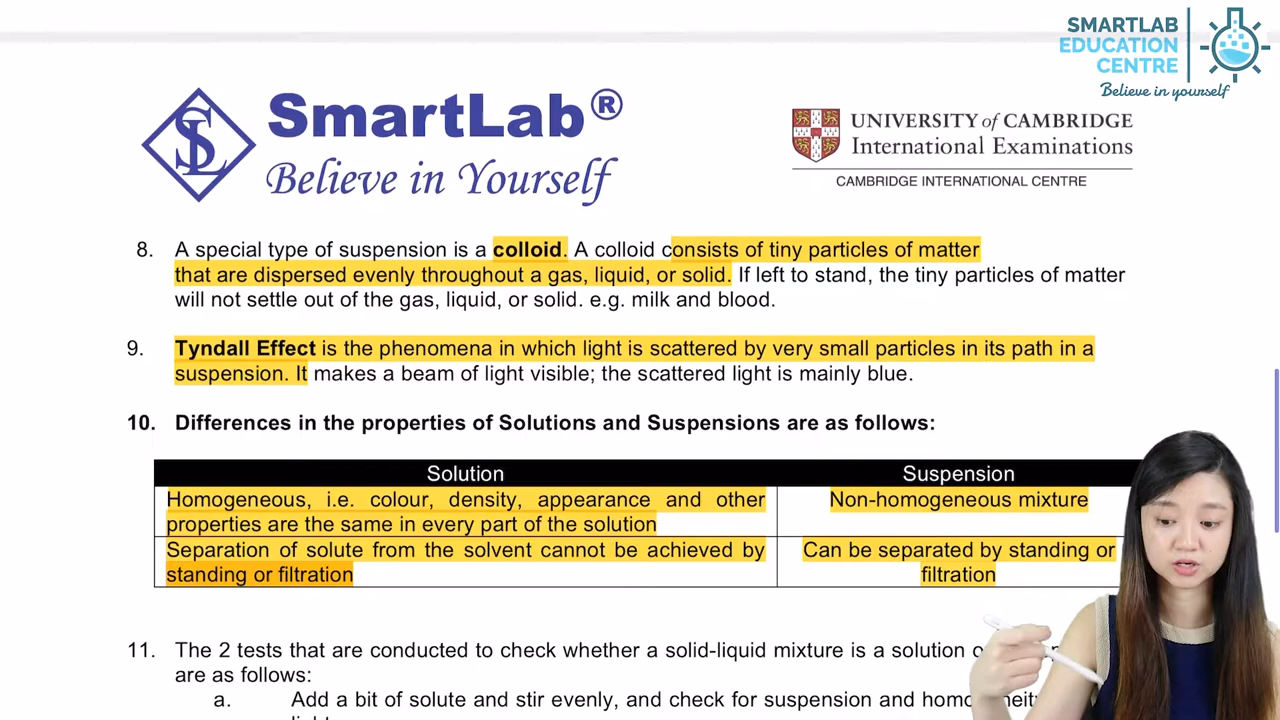 SMARTLAB
EDUCATION
CENTRE
Believe in yourself
SmartLab®
Believe in Yourself
UNIVERSITY of CAMBRIDGE
International Examinations
CAMBRIDGE INTERNATIONAL CENTRE
8. A special type of suspension is a colloid. A colloid consists of tiny particles of matter
that are dispersed evenly throughout a gas, liquid, or solid. If left to stand, the tiny particles of matter
will not settle out of the gas, liquid, or solid. e.g. milk and blood.
9. Tyndall Effect is the phenomena in which light is scattered by very small particles in its path in a
suspension. It makes a beam of light visible; the scattered light is mainly blue.
10. Differences in the properties of Solutions and Suspensions are as follows:
Solution
Suspension
Homogeneous, i.e. colour, density, appearance and other
properties are the same in every part of the solution
Non-homogeneous mixture
Separation of solute from the solvent cannot be achieved by
standing or filtration
Can be separated by standing or
filtration
11. The 2 tests that are conducted to check whether a solid-liquid mixture is a solution
are as follows:
a. Add a bit of solute and stir evenly, and check for suspension and